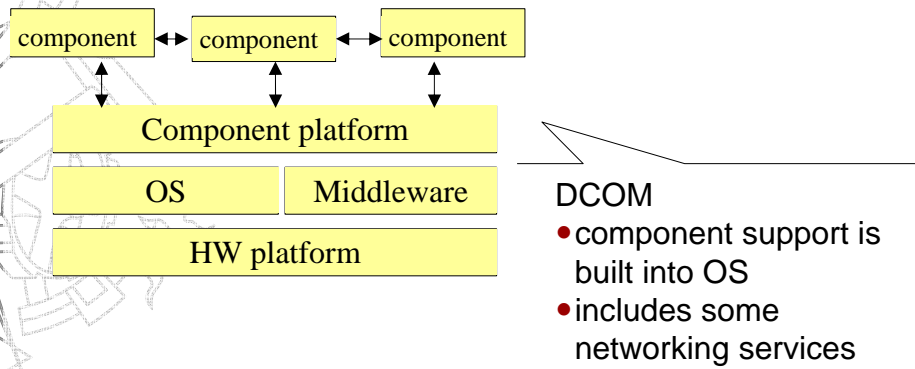 component component component
Component platform
OS Middleware
HW platform
DCOM
•component support is
built into OS
•includes some
networking services